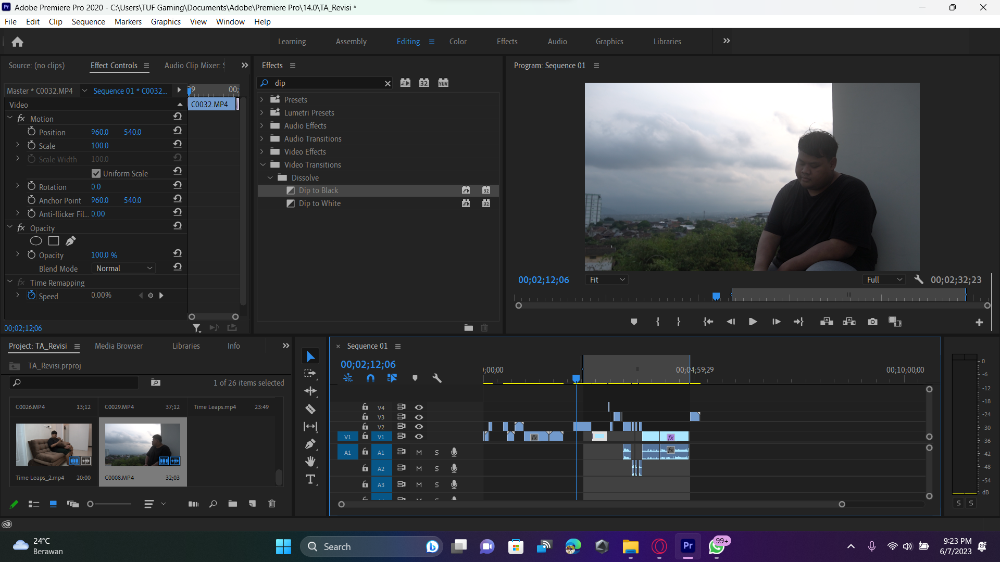 Adobe Premiere Pro 2020 - C:\Users\TUF Gaming\Documents\Adobe\Premiere Pro\14.0\TA_Revisi *
File Edit Clip Sequence Markers Graphics View Window Help
Learning Assembly Editing Color Effects Audio Graphics Libraries
Source: (no clips) Effect Controls Audio Clip Mixer:
Effects
Program: Sequence 01
dip
Master * C0032.MP4 Sequence 01 * C0032...
00;
C0032.MP4
Video
Motion
Position 960.0 540.0
Scale 100.0
Scale Width 100.0
Uniform Scale
Rotation 0.0
Anchor Point 960.0 540.0
Anti-flicker Fil... 0.00
Opacity
Opacity 100.0 %
Blend Mode Normal
Time Remapping
Speed 0.00%
00;02;12;06
Presets
Lumetri Presets
Audio Effects
Audio Transitions
Video Effects
Video Transitions
Dissolve
Dip to Black
Dip to White
00;02;12;06 Fit Full 00;02;32;23
Project: TA_Revisi Media Browser Libraries Info
TA_Revisi.prproj
1 of 26 items selected
C0026.MP4 13;12 C0029.MP4 37;12 Time Leaps.mp4 23:49
Time Leaps_2.mp4 20:00 C0008.MP4 32;03
Sequence 01
00;02;12;06
;00;00 00;04;59;29 00;10;00;00
V4
V3
V2
V1 V1
A1 A1 M S
A2 M S
A3 M S
0
-6
-12
-18
-24
-30
-36
-42
-48
-54
dB
S S
24°C
Berawan
Search
Pr
99+
9:23 PM
6/7/2023